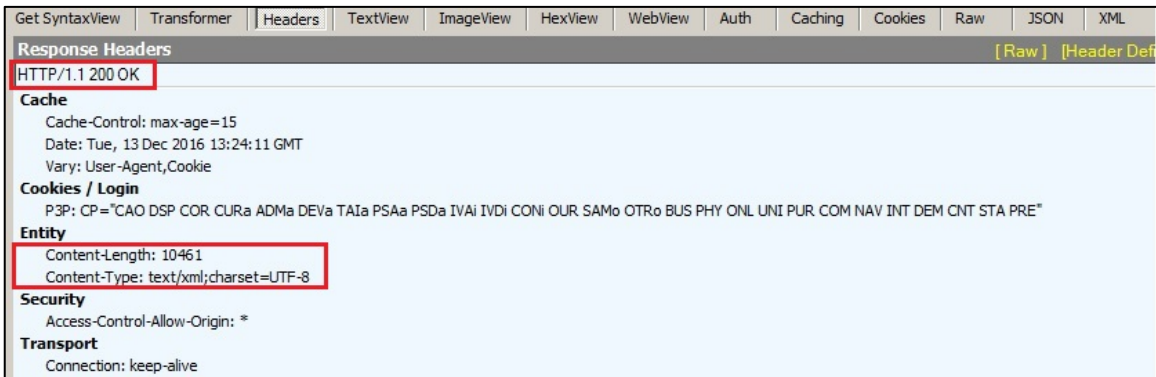 Get SyntaxView Transformer Headers TextView ImageView HexView WebView Auth Caching Cookies Raw JSON XML
Response Headers [ Raw ] [Header Defi
HTTP/1.1 200 OK
Cache
Cache-Control: max-age=15
Date: Tue, 13 Dec 2016 13:24:11 GMT
Vary: User-Agent,Cookie
Cookies / Login
P3P: CP="CAO DSP COR CURa ADMa DEVa TAIa PSAa PSDa IVAi IVDi CONi OUR SAMo OTRo BUS PHY ONL UNI PUR COM NAV INT DEM CNT STA PRE"
Entity
Content-Length: 10461
Content-Type: text/xml;charset=UTF-8
Security
Access-Control-Allow-Origin: *
Transport
Connection: keep-alive